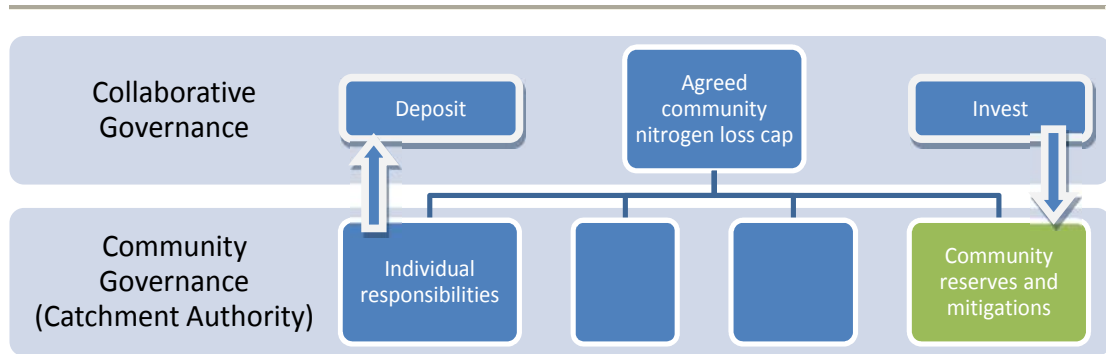 Collaborative
Governance
Deposit
Agreed
community
nitrogen loss cap
Invest
Community
Governance
(Catchment Authority)
Individual
responsibilities
Community
reserves and
mitigations